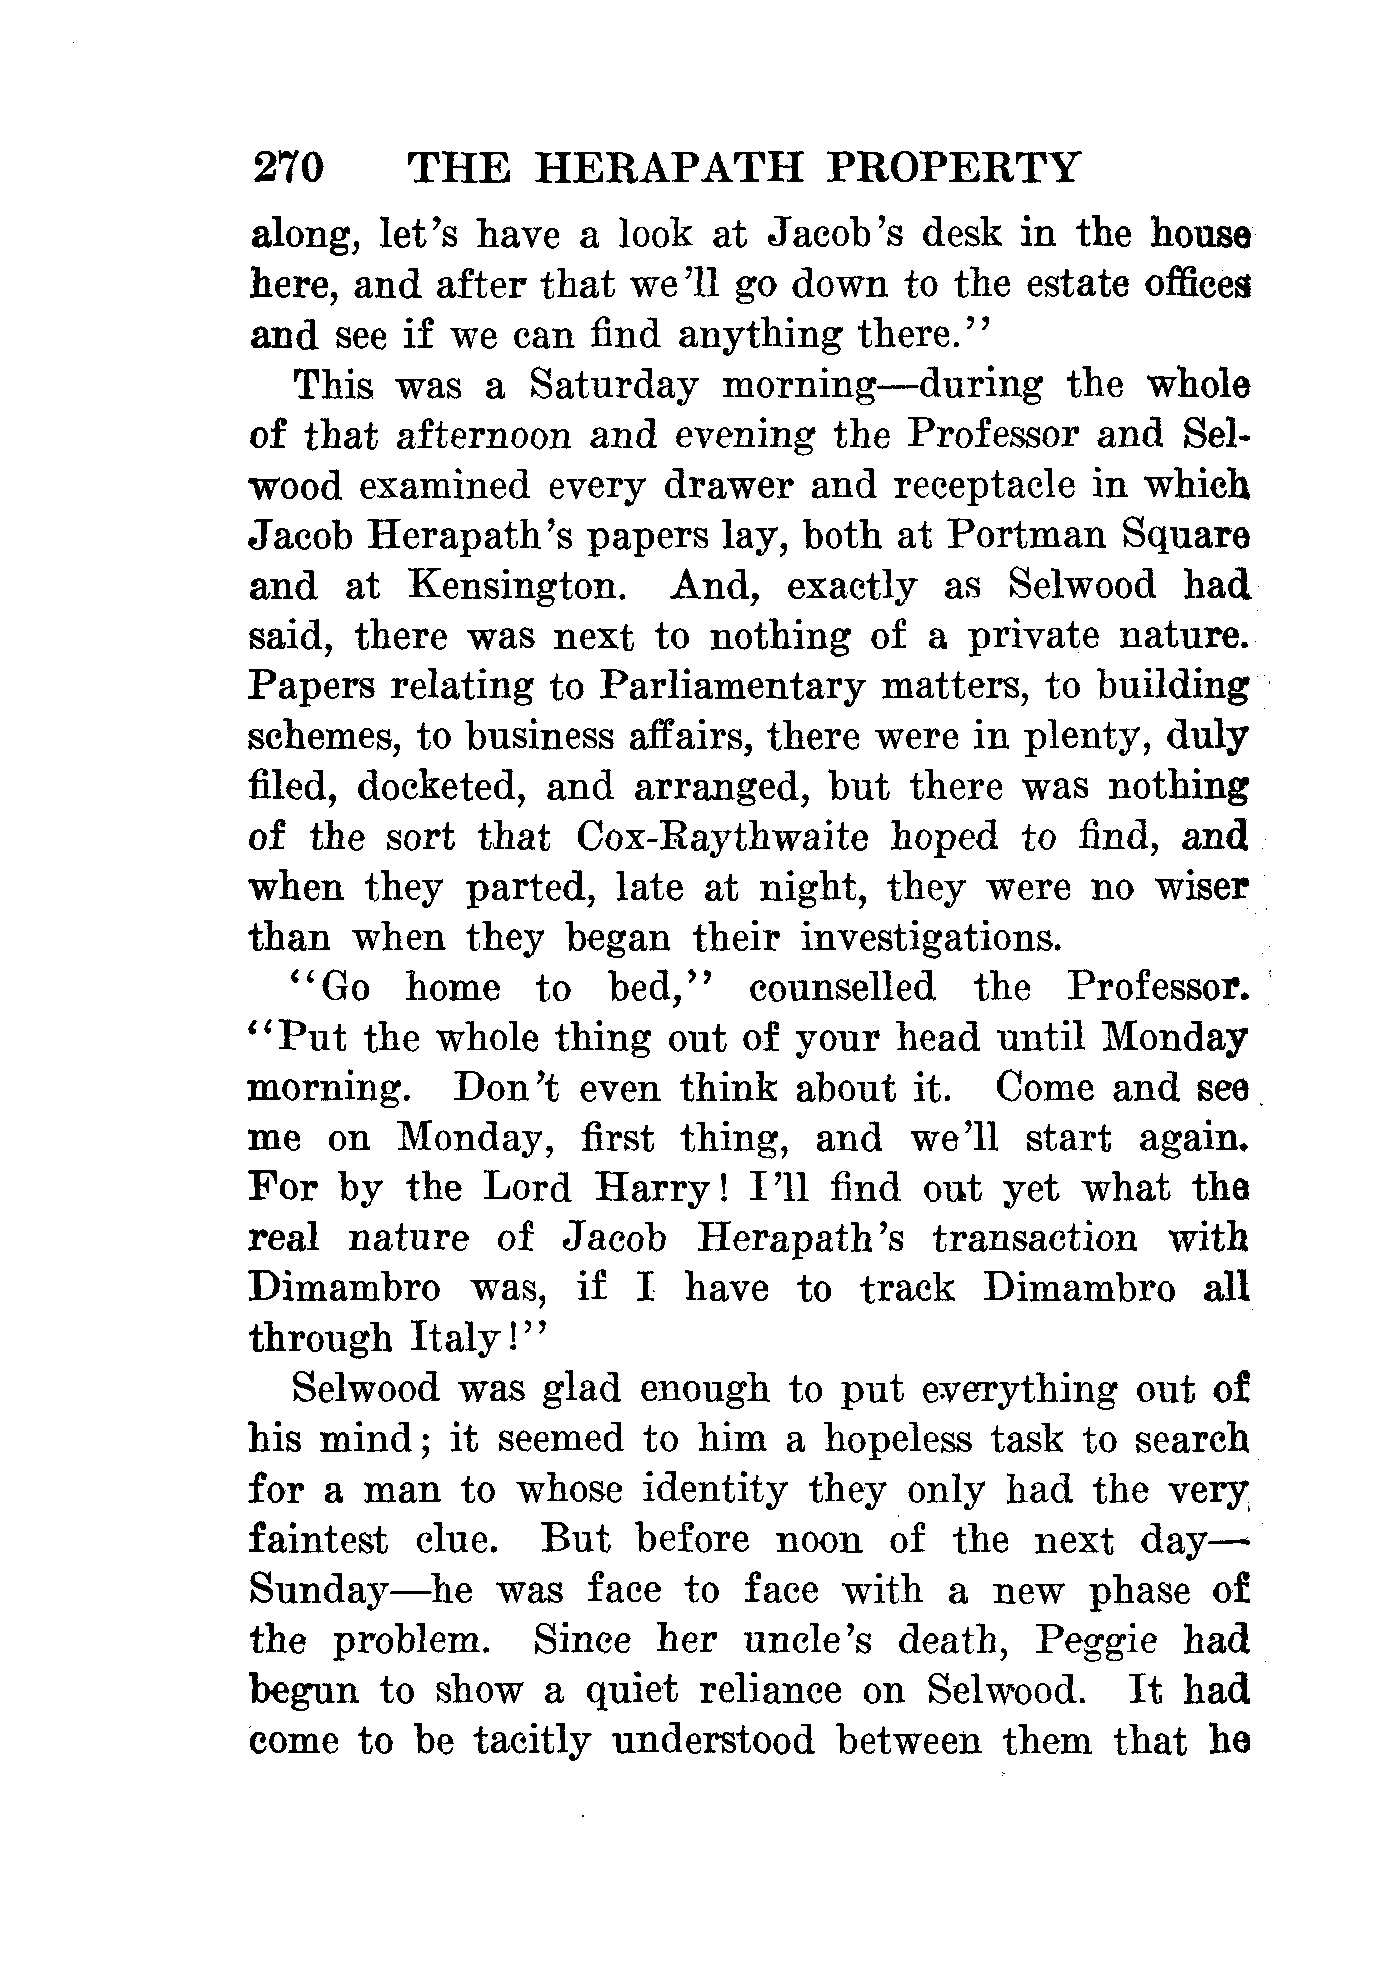 270 THE HERAPATH PROPERTY
along, let's have a look at Jacob's desk in the house
here, and after that we'll go down to the estate offices
and see if we can find anything there."
This was a Saturday morning—during the whole
of that afternoon and evening the Professor and Sel-
wood examined every drawer and receptacle in which
Jacob Herapath's papers lay, both at Portman Square
and at Kensington. And, exactly as Selwood had
said, there was next to nothing of a private nature.
Papers relating to Parliamentary matters, to building
schemes, to business affairs, there were in plenty, duly
filed, docketed, and arranged, but there was nothing
of the sort that Cox-Raythwaite hoped to find, and
when they parted, late at night, they were no wiser
than when they began their investigations.
"Go home to bed," counselled the Professor.
"Put the whole thing out of your head until Monday
morning. Don't even think about it. Come and see
me on Monday, first thing, and we'll start again.
For by the Lord Harry! I'll find out yet what the
real nature of Jacob Herapath's transaction with
Dimambro was, if I have to track Dimambro all
through Italy!"
Selwood was glad enough to put everything out of
his mind; it seemed to him a hopeless task to search
for a man to whose identity they only had the very
faintest clue. But before noon of the next day—
Sunday—he was face to face with a new phase of
the problem. Since her uncle's death, Peggie had
begun to show a quiet reliance on Selwood. It had
come to be tacitly understood between them that he